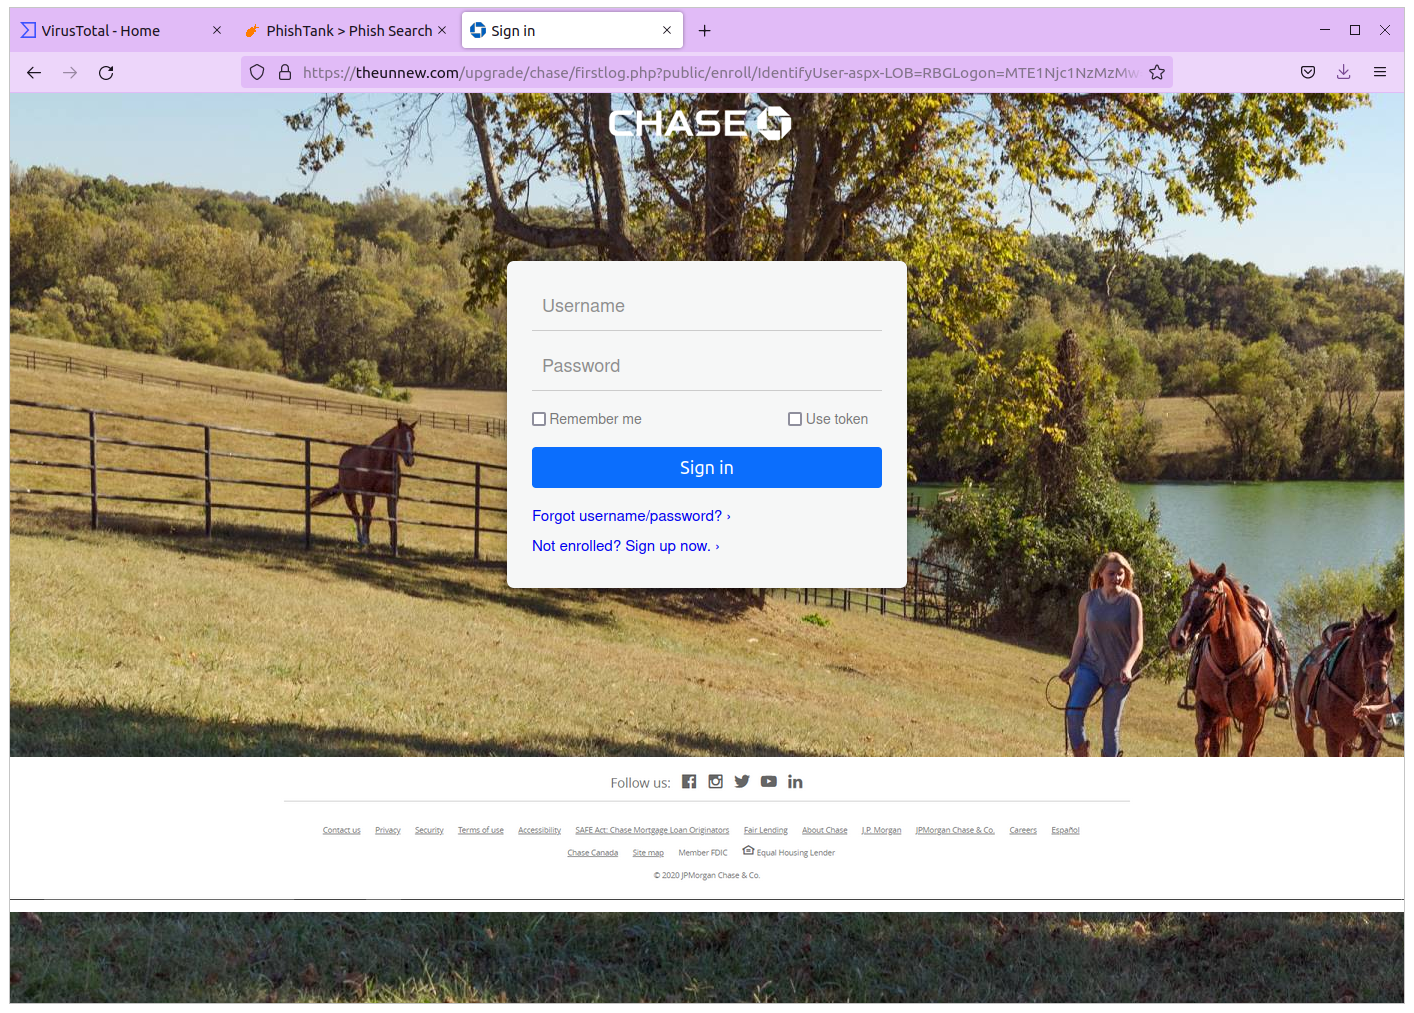 VirusTotal - Home
PhishTank > Phish Search
Sign in
https://theunnew.com/upgrade/chase/firstlog.php?public/enroll/IdentifyUser-aspx-LOB=RBGLogon=MTE1Njc1NzMzMw
CHASE
Username
Password
Remember me Use token
Sign in
Forgot username/password? ›
Not enrolled? Sign up now. ›
Follow us:
Contact us Privacy Security Terms of use Accessibility SAFE Act: Chase Mortgage Loan Originators Fair Lending About Chase J.P. Morgan JPMorgan Chase & Co. Careers Español
Chase Canada Site map Member FDIC Equal Housing Lender
© 2020 JPMorgan Chase & Co.